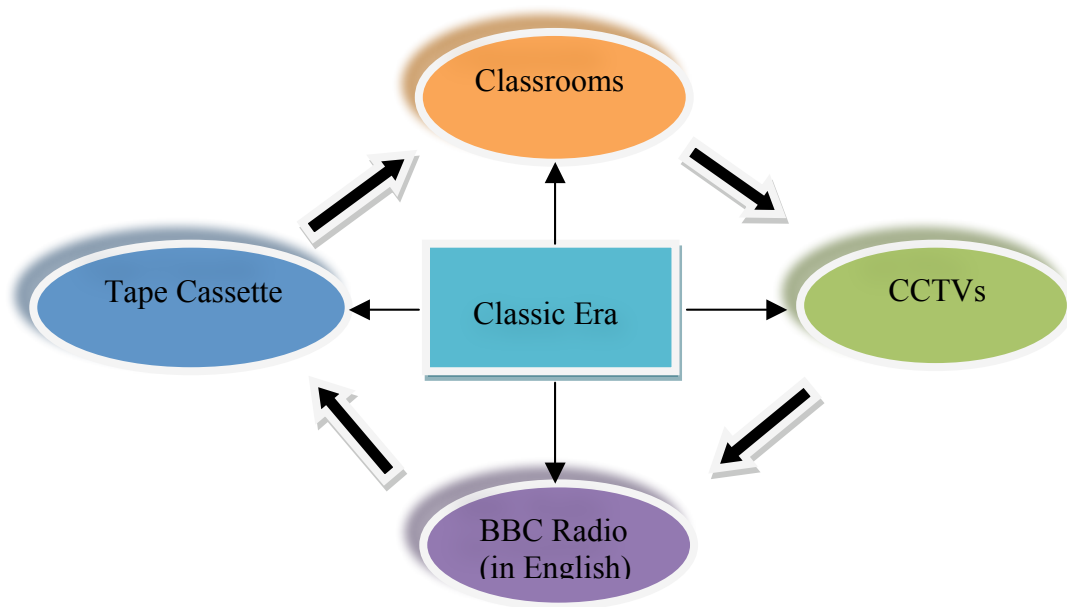 Classrooms
Tape Cassette
Classic Era
CCTVs
BBC Radio
(in English)